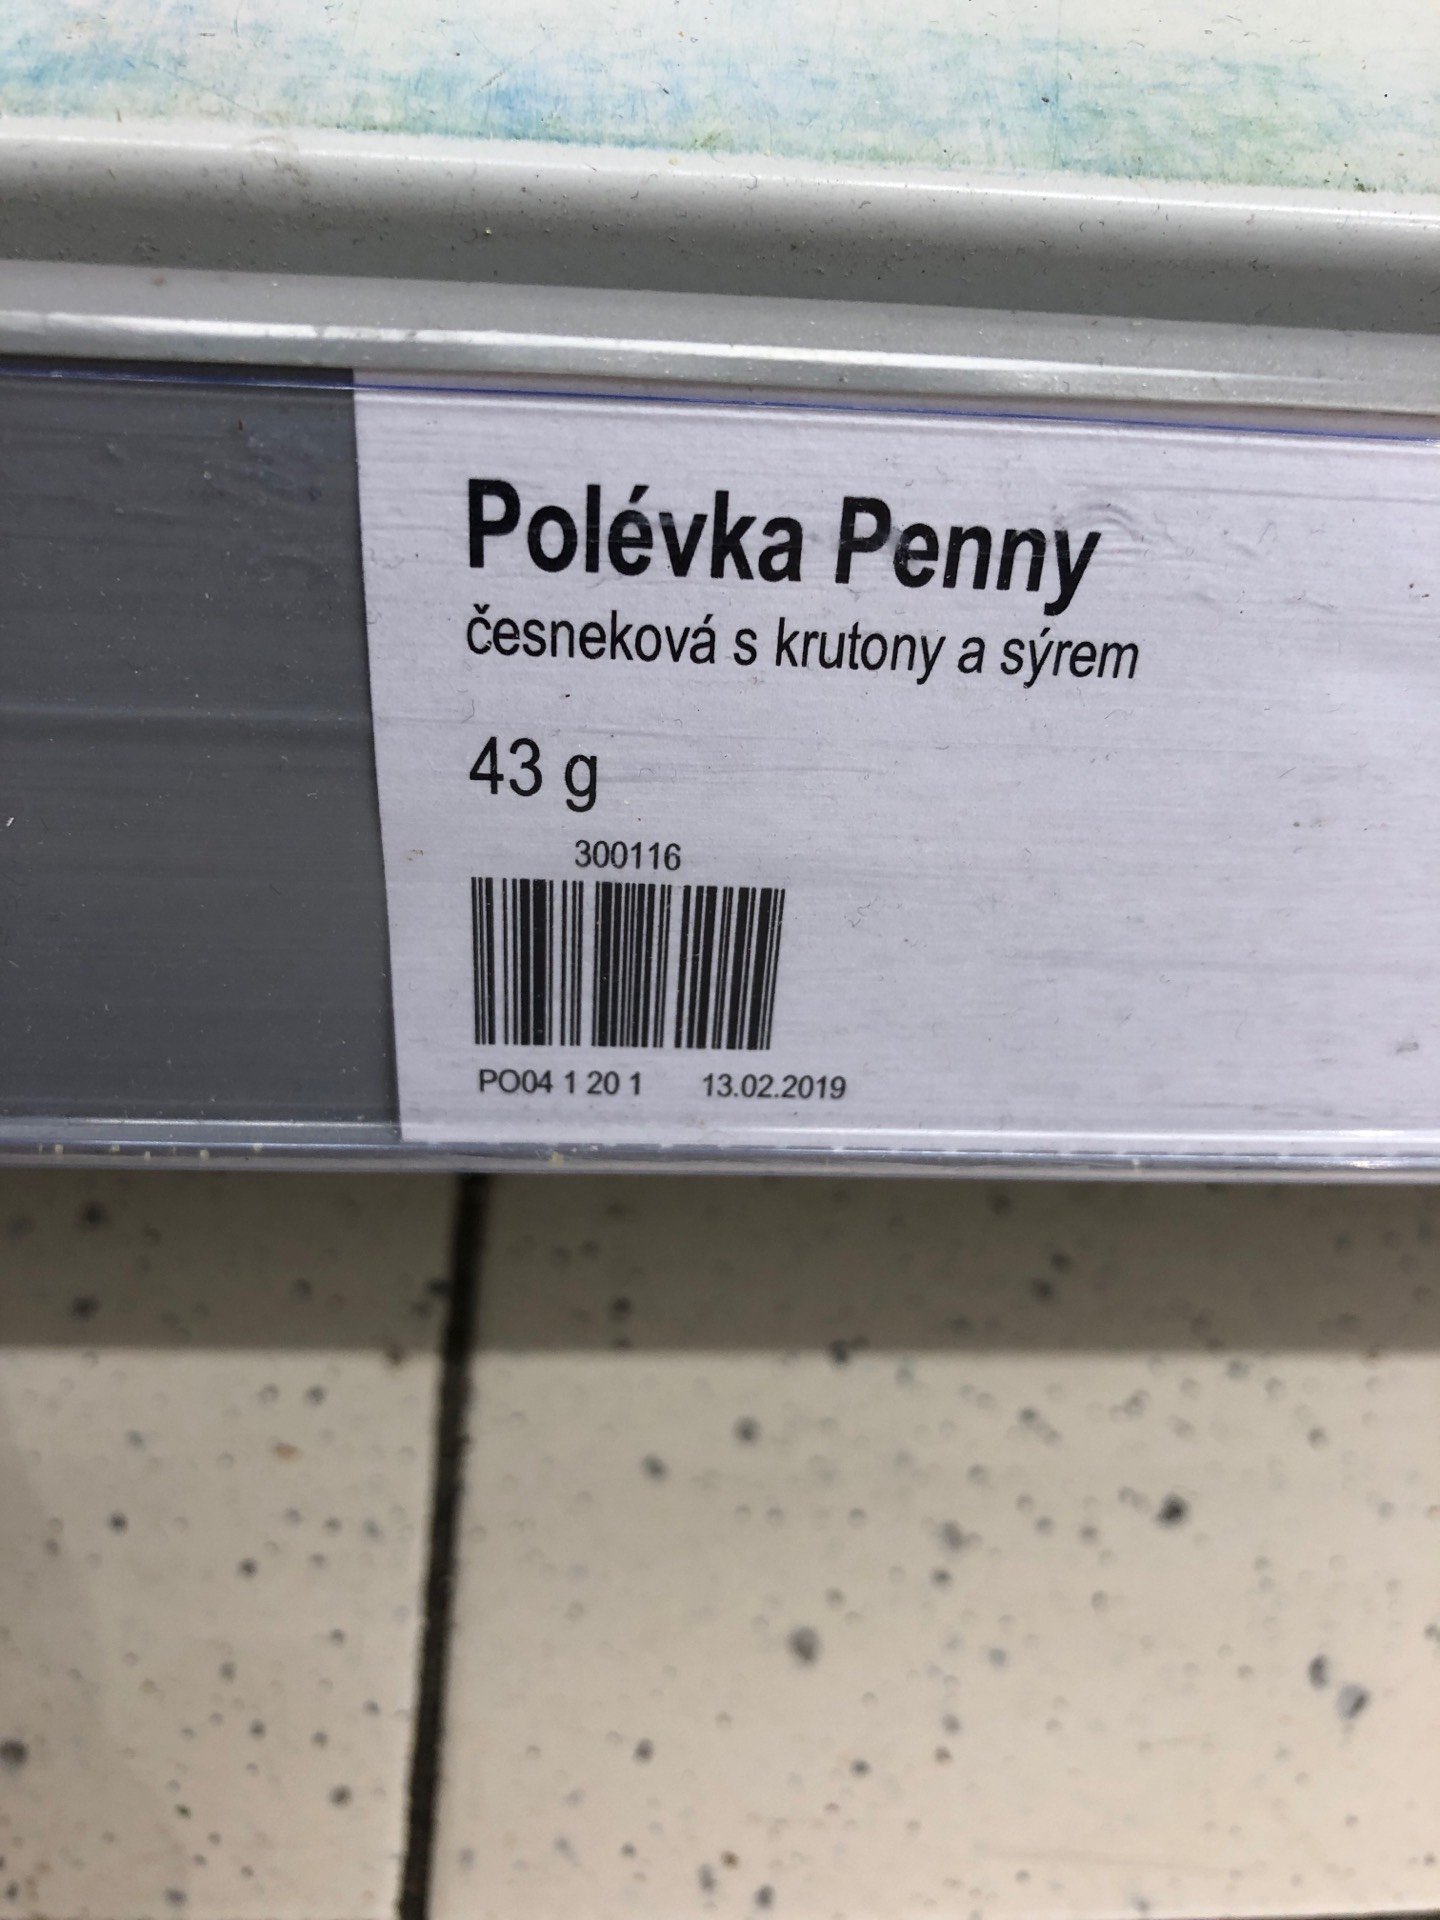 Polévka Penny
česneková s krutony a sýrem
43 g
300116
PO04 1 20 1 13.02.2019